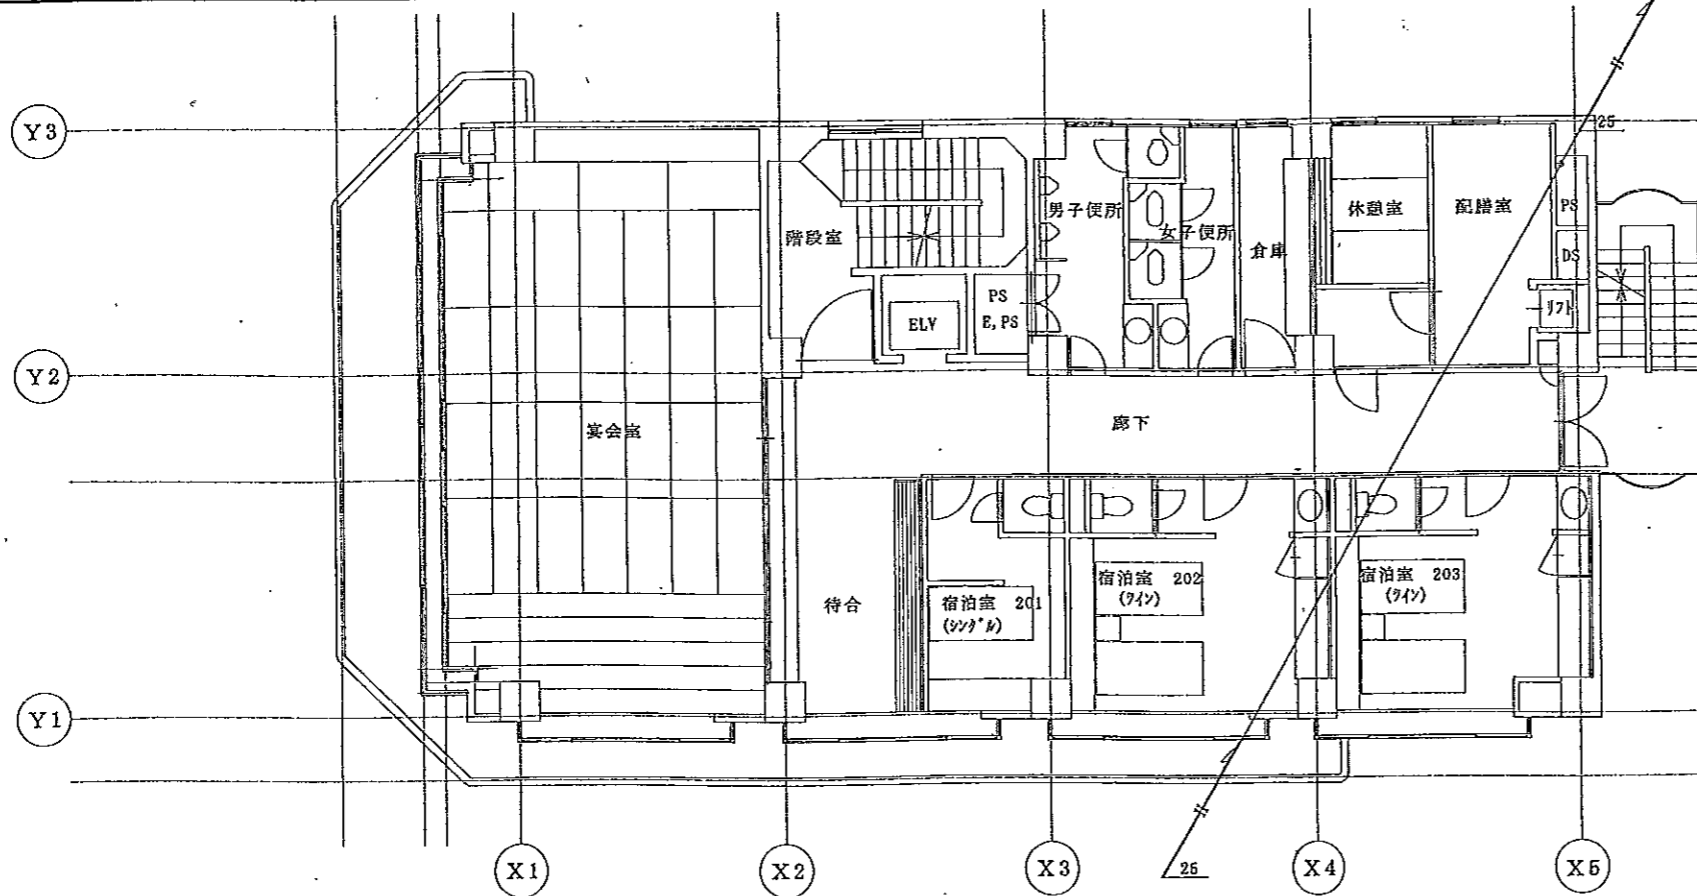 Y3
25
休憩室
配膳室
PS
男子便所
女子便所
階段室
倉庫
DS
PS
E,PS
ELV
ﾘﾌﾄ
Y2
宴会室
廊下
宿泊室 201
(ｼﾝｸﾞﾙ)
宿泊室 202
(ﾂｲﾝ)
宿泊室 203
(ﾂｲﾝ)
待合
Y1
X1
X2
X3
25
X4
X5